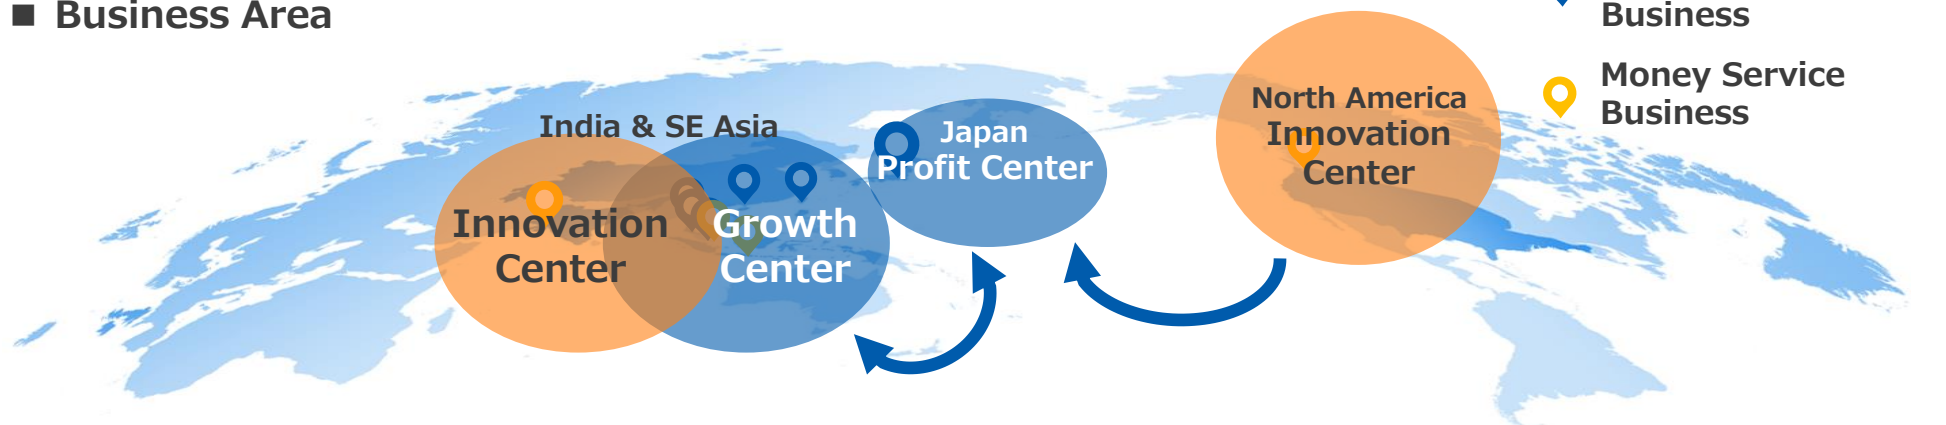 ■ Business Area
Business
Money Service
Business
India & SE Asia
Innovation
Center
Growth
Center
Japan
Profit Center
North America
Innovation
Center